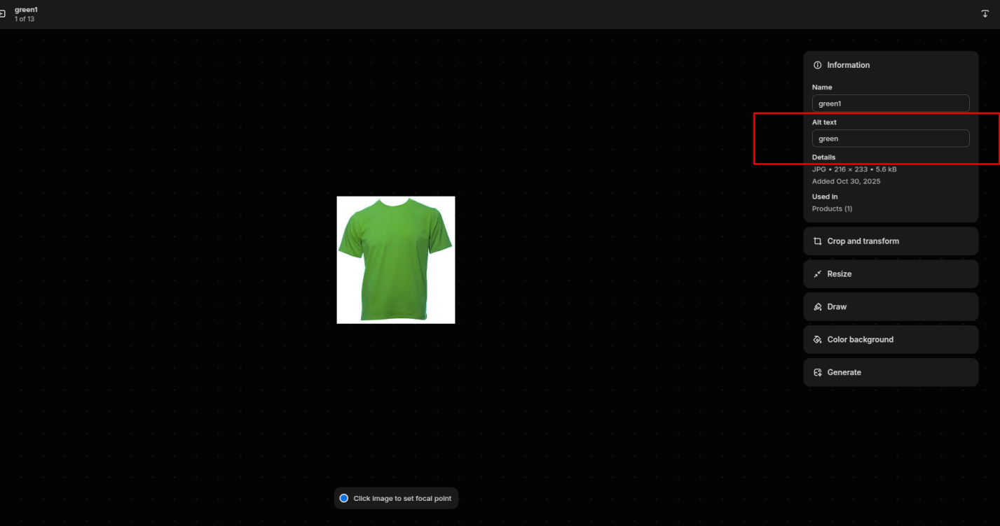 green1
1 of 13
Information
Name
green1
Alt text
green
Details
JPG • 216 × 233 • 5.6 kB
Added Oct 30, 2025
Used in
Products (1)
Crop and transform
Resize
Draw
Color background
Generate
Click image to set focal point